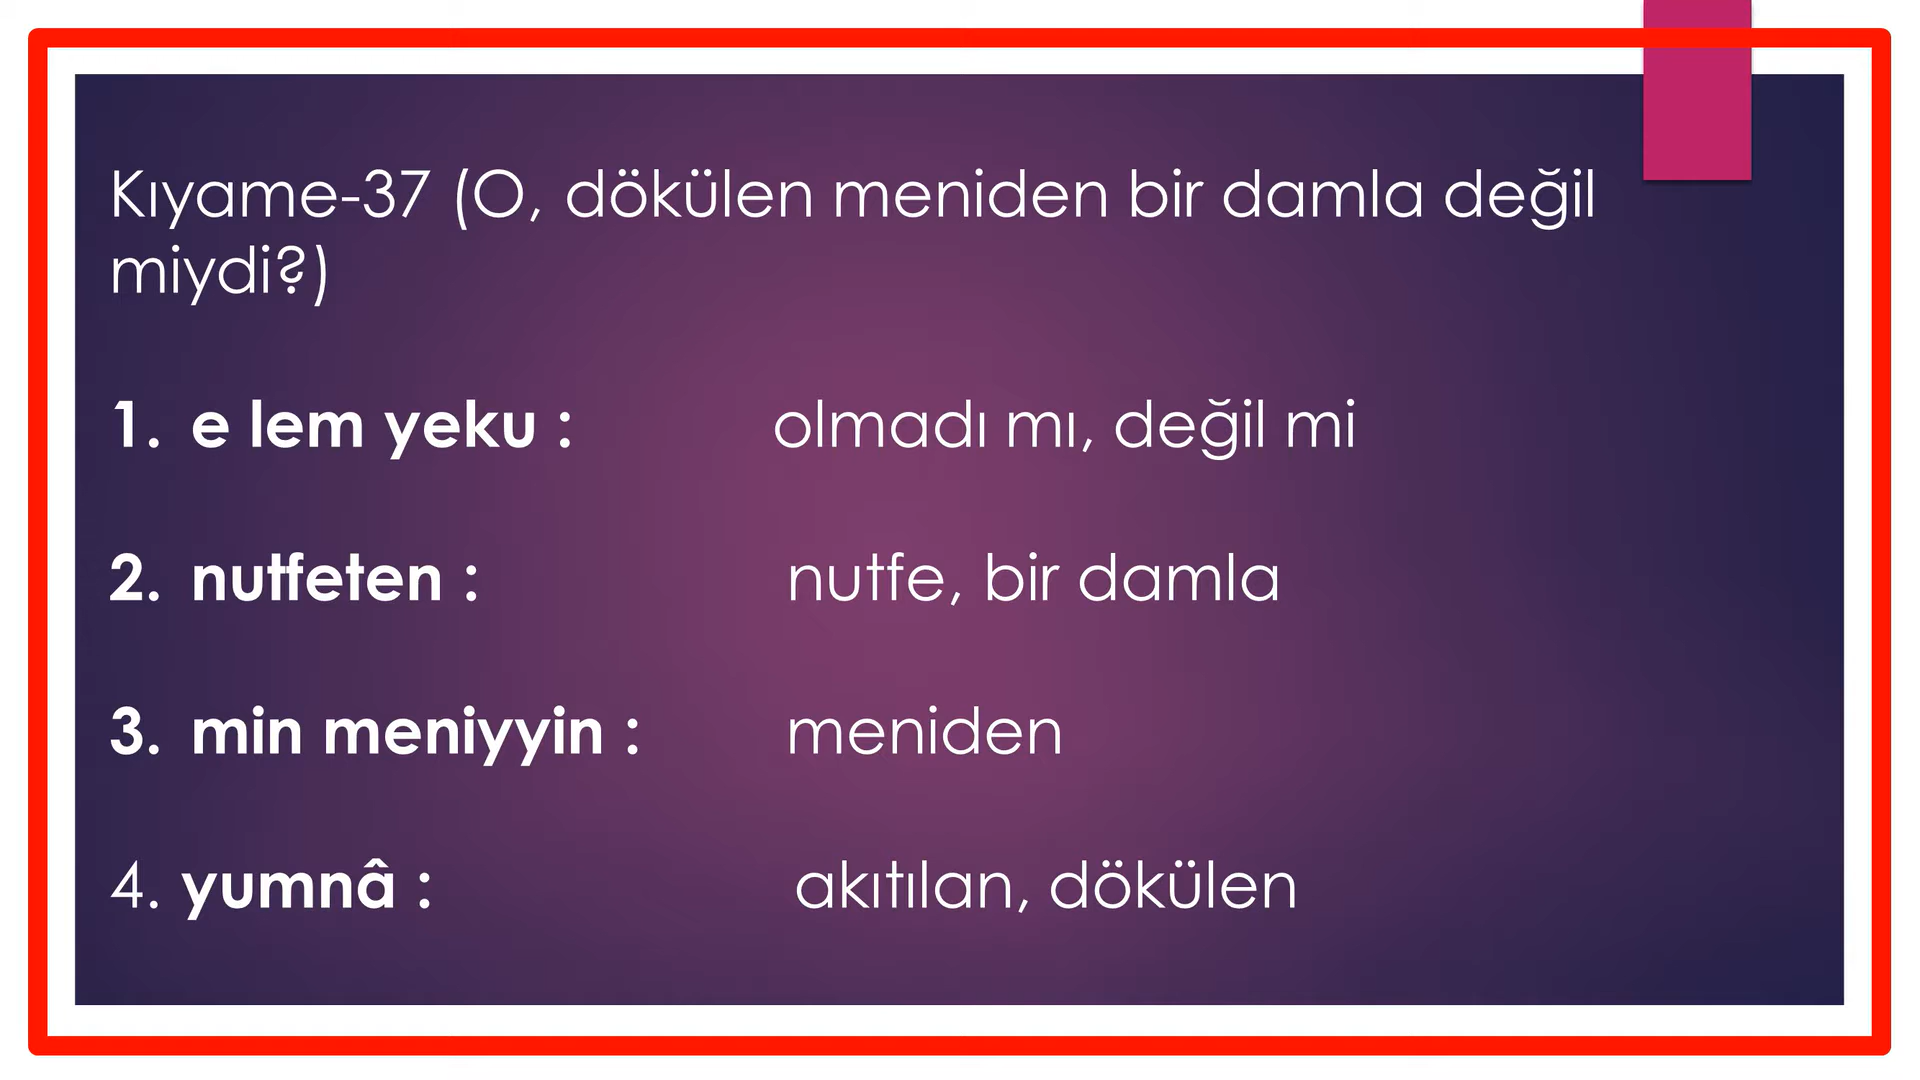 Kıyame-37 (O, dökülen meniden bir damla değil
miydi?)
1. e lem yeku : olmadı mı, değil mi
2. nutfeten : nutfe, bir damla
3. min meniyyin : meniden
4. yumnâ : akıtılan, dökülen